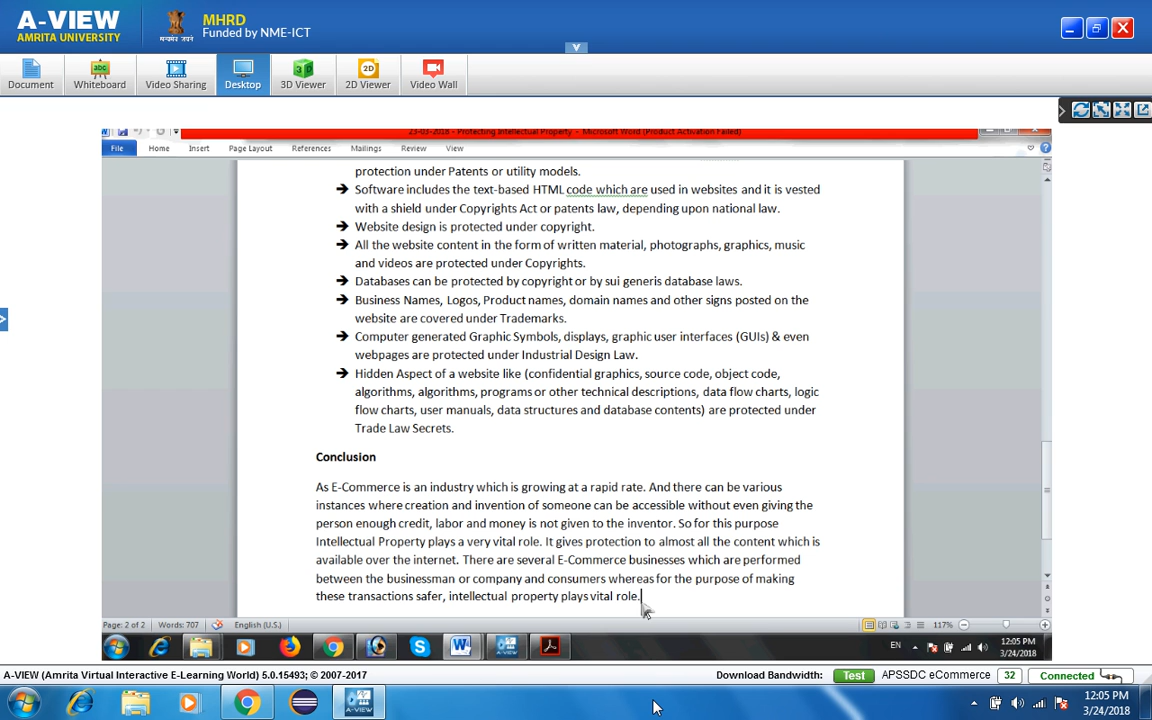 A-VIEW
AMRITA UNIVERSITY
MHRD
Funded by NME-ICT
Document
Whiteboard
Video Sharing
Desktop
3D Viewer
2D Viewer
Video Wall
23-03-2018 - Protecting Intellectual Property - Microsoft Word (Product Activation Failed)
File Home Insert Page Layout References Mailings Review View
protection under Patents or utility models.
➔ Software includes the text-based HTML code which are used in websites and it is vested
with a shield under Copyrights Act or patents law, depending upon national law.
➔ Website design is protected under copyright.
➔ All the website content in the form of written material, photographs, graphics, music
and videos are protected under Copyrights.
➔ Databases can be protected by copyright or by sui generis database laws.
➔ Business Names, Logos, Product names, domain names and other signs posted on the
website are covered under Trademarks.
➔ Computer generated Graphic Symbols, displays, graphic user interfaces (GUIs) & even
webpages are protected under Industrial Design Law.
➔ Hidden Aspect of a website like (confidential graphics, source code, object code,
algorithms, algorithms, programs or other technical descriptions, data flow charts, logic
flow charts, user manuals, data structures and database contents) are protected under
Trade Law Secrets.
Conclusion
As E-Commerce is an industry which is growing at a rapid rate. And there can be various
instances where creation and invention of someone can be accessible without even giving the
person enough credit, labor and money is not given to the inventor. So for this purpose
Intellectual Property plays a very vital role. It gives protection to almost all the content which is
available over the internet. There are several E-Commerce businesses which are performed
between the businessman or company and consumers whereas for the purpose of making
these transactions safer, intellectual property plays vital role.
Page: 2 of 2 Words: 707 English (U.S.) 117%
EN 12:05 PM
3/24/2018
A-VIEW (Amrita Virtual Interactive E-Learning World) 5.0.15493; © 2007-2017 Download Bandwidth: Test APSSDC eCommerce 32 Connected
12:05 PM
3/24/2018